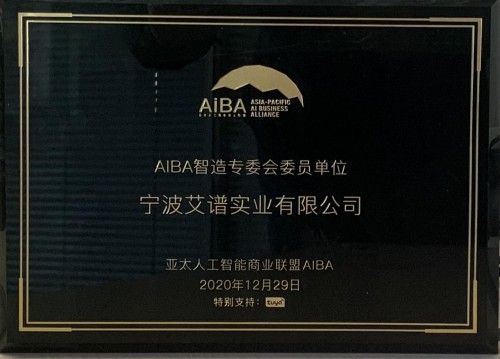 AiBA
ASIA-PACIFIC
AI BUSINESS
ALLIANCE
AIBA智造专委会委员单位
宁波艾谱实业有限公司
亚太人工智能商业联盟AIBA
2020年12月29日
特别支持：tuya